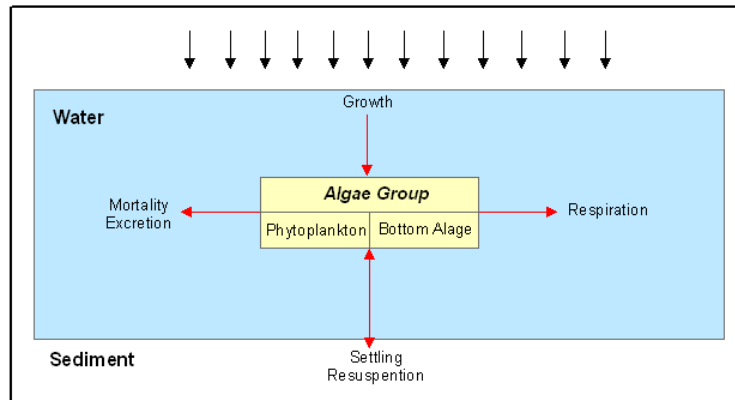 Growth
Water
Algae Group
Mortality
Excretion
Phytoplankton
Bottom Alage
Respiration
Sediment
Settling
Resuspention